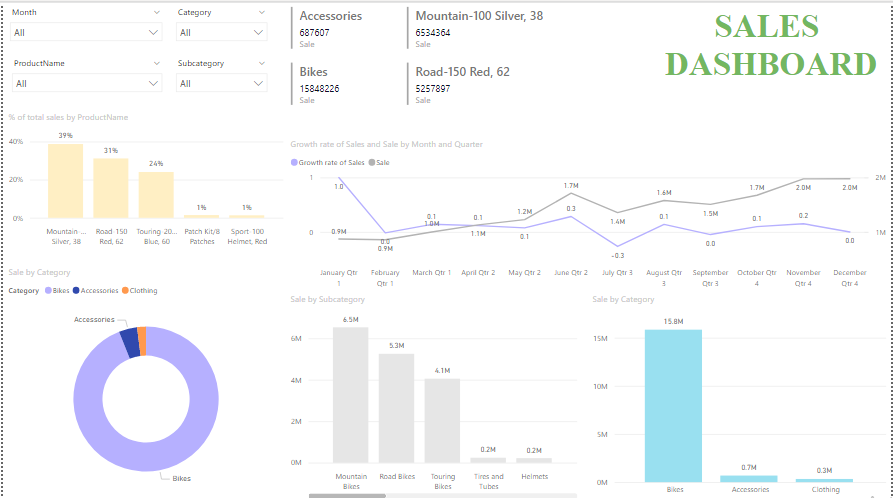 Month
Category
All
All
ProductName
Subcategory
All
All
Accessories
687607
Sale
Mountain-100 Silver, 38
6534364
Sale
Bikes
15848226
Sale
Road-150 Red, 62
5257897
Sale
SALES
DASHBOARD
% of total sales by ProductName
40%
20%
0%
39%
31%
24%
1%
1%
Mountain -...
Silver, 38
Road-150
Red, 62
Touring-20...
Blue, 60
Patch Kit/8
Patches
Sport-100
Helmet, Red
Growth rate of Sales and Sale by Month and Quarter
Growth rate of Sales
Sale
1
0
2M
1M
1.0
0.0
0.1
0.1
0.1
0.3
-0.3
0.1
0.0
0.1
0.2
0.0
0.9M
0.9M
1.0M
1.1M
1.2M
1.7M
1.4M
1.6M
1.5M
1.7M
2.0M
2.0M
January Qtr
1
February
Qtr 1
March Qtr 1
April Qtr 2
May Qtr 2
June Qtr 2
July Qtr 3
August Qtr
3
September
Qtr 3
October Qtr
4
November
Qtr 4
December
Qtr 4
Sale by Category
Category
Bikes
Accessories
Clothing
Accessories
Bikes
Sale by Subcategory
6M
4M
2M
0M
6.5M
5.3M
4.1M
0.2M
0.2M
Mountain
Bikes
Road Bikes
Touring
Bikes
Tires and
Tubes
Helmets
Sale by Category
15M
10M
5M
0M
15.8M
0.7M
0.3M
Bikes
Accessories
Clothing